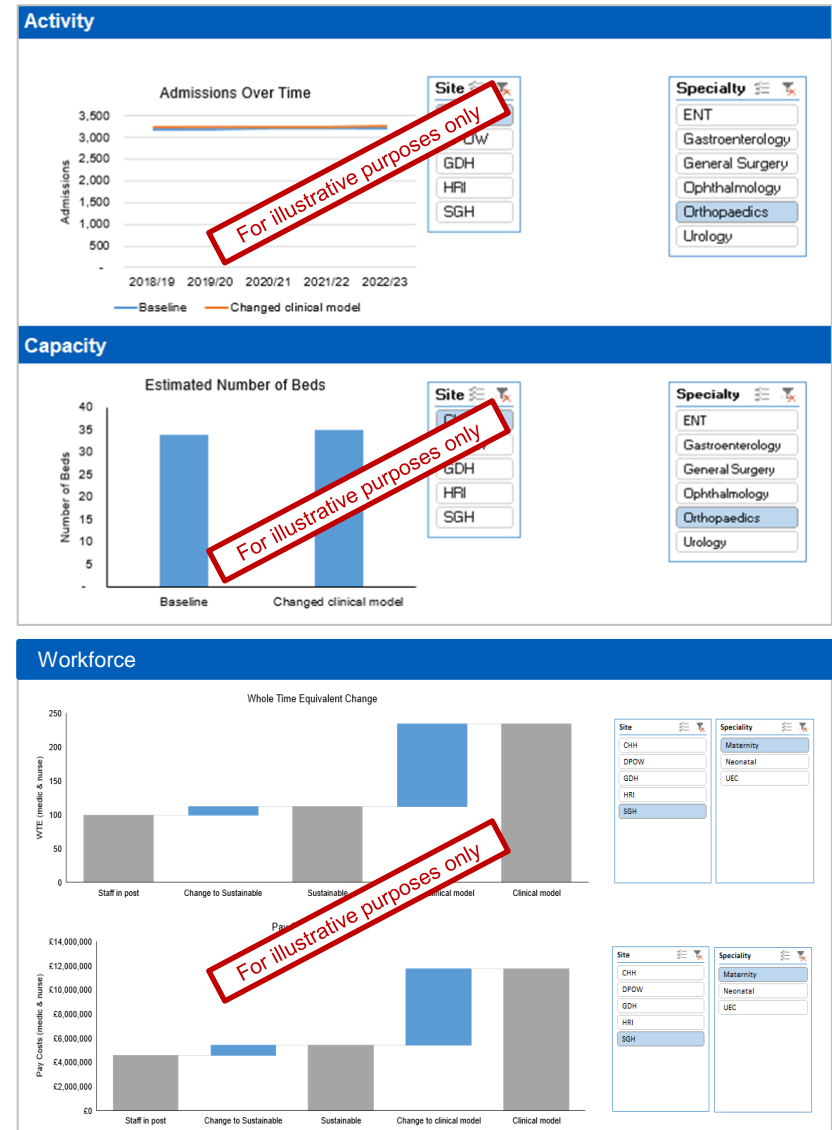 Activity
Admissions Over Time
3,500
3,000
2,500
2,000
1,500
1,000
500
-
Admissions
2018/19 2019/20 2020/21 2021/22 2022/23
Baseline Changed clinical model
Site
GDH
HRI
SGH
Specialty
ENT
Gastroenterology
General Surgery
Ophthalmology
Orthopaedics
Urology
For illustrative purposes only
Capacity
Estimated Number of Beds
40
35
30
25
20
15
10
5
-
Number of Beds
Baseline Changed clinical model
Site
GDH
HRI
SGH
Specialty
ENT
Gastroenterology
General Surgery
Ophthalmology
Orthopaedics
Urology
For illustrative purposes only
Workforce
Whole Time Equivalent Change
250
200
150
100
50
0
WTE (medic & nurse)
Staff in post Change to Sustainable Sustainable clinical model Clinical model
Site
CHH
DPOW
GDH
HRI
SGH
Speciality
Maternity
Neonatal
UEC
For illustrative purposes only
£14,000,000
£12,000,000
£10,000,000
£8,000,000
£6,000,000
£4,000,000
£2,000,000
£0
Pay Costs (medic & nurse)
Staff in post Change to Sustainable Sustainable Change to clinical model Clinical model
Site
CHH
DPOW
GDH
HRI
SGH
Speciality
Maternity
Neonatal
UEC